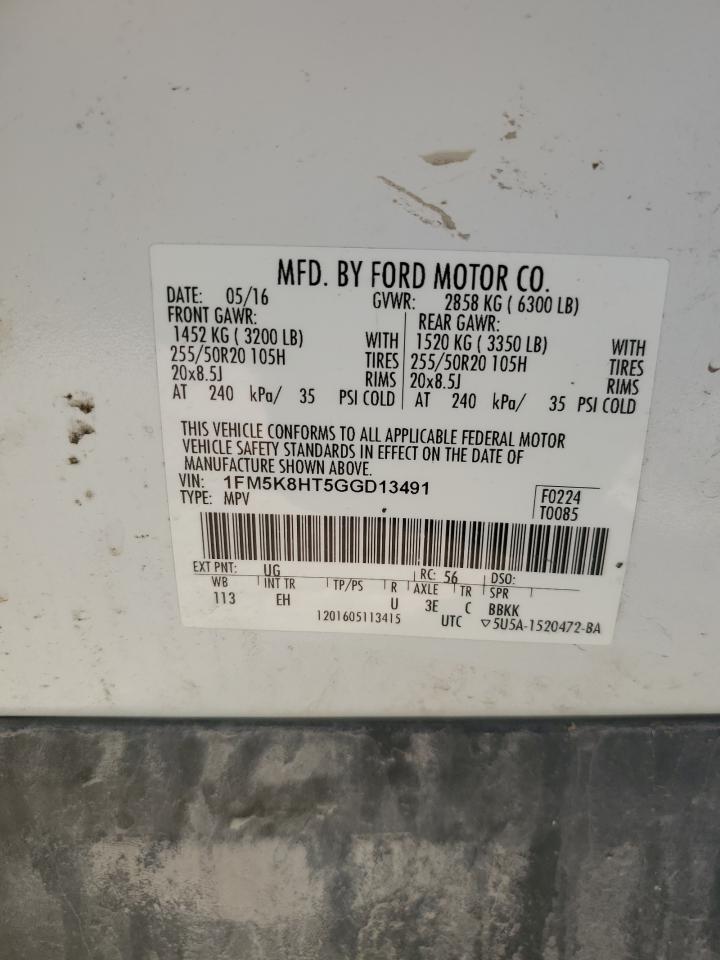 MFD. BY FORD MOTOR CO.
DATE: 05/16 GVWR: 2858 KG ( 6300 LB)
FRONT GAWR: REAR GAWR:
1452 KG ( 3200 LB) WITH 1520 KG ( 3350 LB) WITH
255/50R20 105H TIRES 255/50R20 105H TIRES
20x8.5J RIMS 20x8.5J RIMS
AT 240 kPa/ 35 PSI COLD AT 240 kPa/ 35 PSI COLD
THIS VEHICLE CONFORMS TO ALL APPLICABLE FEDERAL MOTOR
VEHICLE SAFETY STANDARDS IN EFFECT ON THE DATE OF
MANUFACTURE SHOWN ABOVE.
VIN: 1FM5K8HT5GGD13491 F0224
TYPE: MPV T0085
EXT PNT: UG RC: 56 DSO:
WB INT TR TP/PS R AXLE TR SPR
113 EH U 3E C BBKK
1201605113415 UTC ▽5U5A-1520472-BA